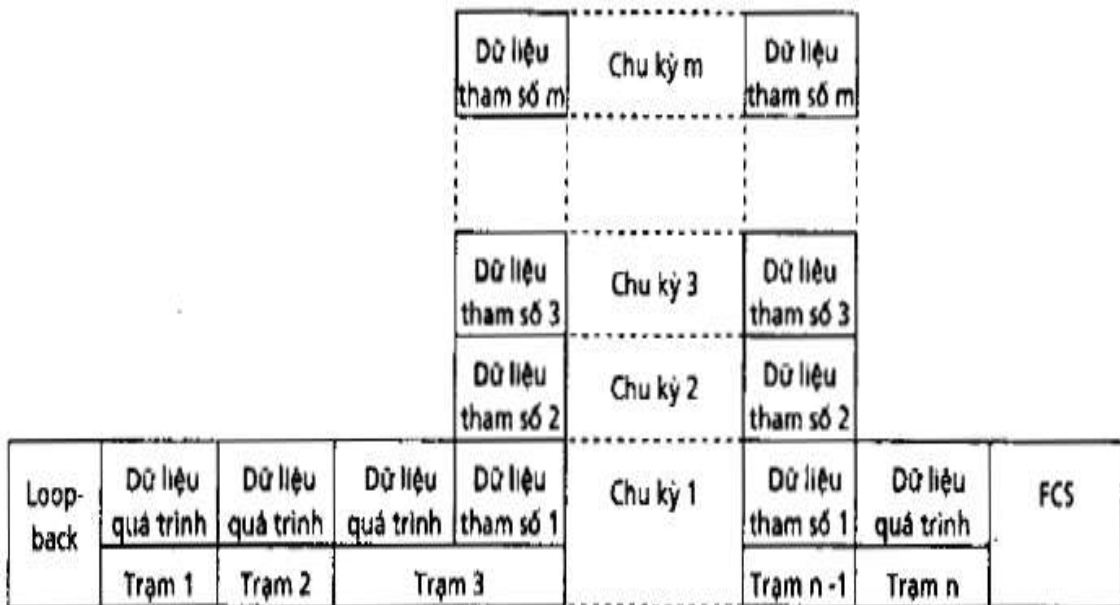 Dữ liệu
tham số m
Chu kỳ m
Dữ liệu
tham số m
Dữ liệu
tham số 3
Chu kỳ 3
Dữ liệu
tham số 3
Dữ liệu
tham số 2
Chu kỳ 2
Dữ liệu
tham số 2
Loop-
back
Dữ liệu
quá trình
Dữ liệu
quá trình
Dữ liệu
quá trình
Dữ liệu
tham số 1
Chu kỳ 1
Dữ liệu
tham số 1
Dữ liệu
quá trình
FCS
Trạm 1
Trạm 2
Trạm 3
Trạm n -1
Trạm n